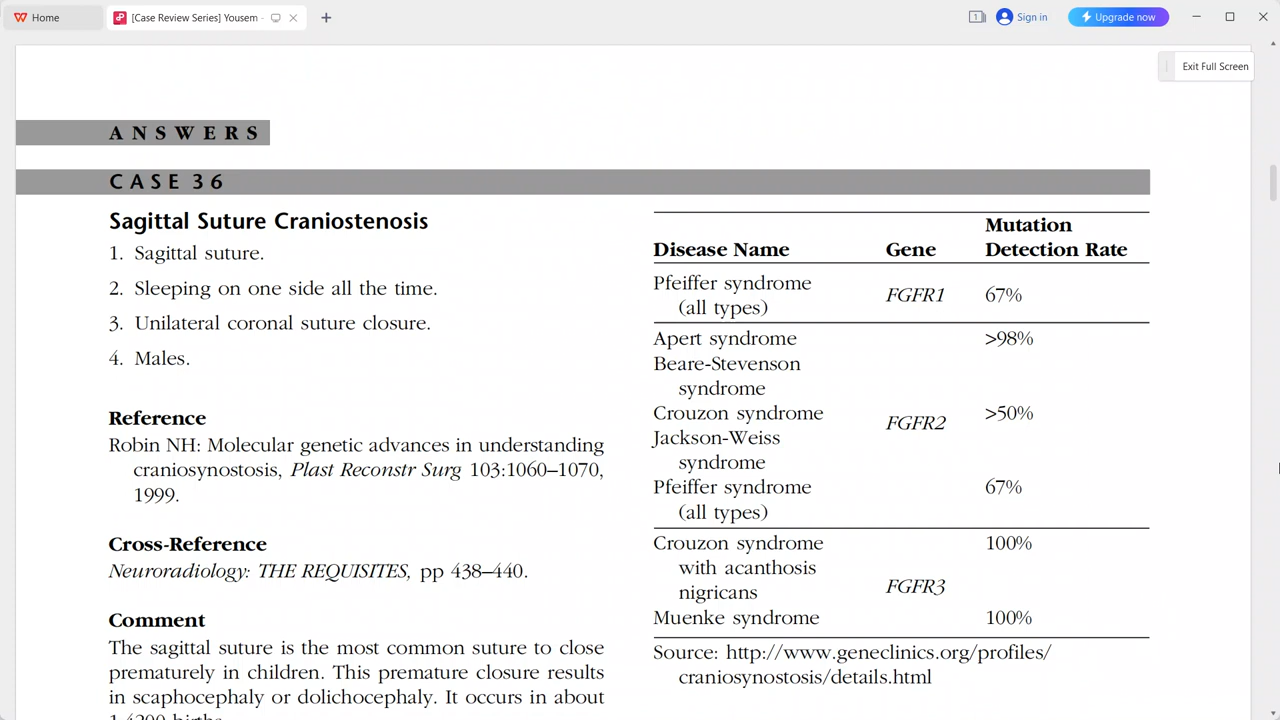 Home
[Case Review Series] Yousem -
1
Sign in
Upgrade now
Exit Full Screen
ANSWERS
CASE 36
Sagittal Suture Craniostenosis
1. Sagittal suture.
2. Sleeping on one side all the time.
3. Unilateral coronal suture closure.
4. Males.
Reference
Robin NH: Molecular genetic advances in understanding
craniosynostosis, Plast Reconstr Surg 103:1060–1070,
1999.
Cross-Reference
Neuroradiology: THE REQUISITES, pp 438–440.
Comment
The sagittal suture is the most common suture to close
prematurely in children. This premature closure results
in scaphocephaly or dolichocephaly. It occurs in about
1:4200 births.
Mutation
Disease Name Gene Detection Rate
Pfeiffer syndrome
(all types) FGFR1 67%
Apert syndrome >98%
Beare-Stevenson
syndrome
Crouzon syndrome FGFR2 >50%
Jackson-Weiss
syndrome
Pfeiffer syndrome 67%
(all types)
Crouzon syndrome 100%
with acanthosis
nigricans FGFR3
Muenke syndrome 100%
Source: http://www.geneclinics.org/profiles/
craniosynostosis/details.html